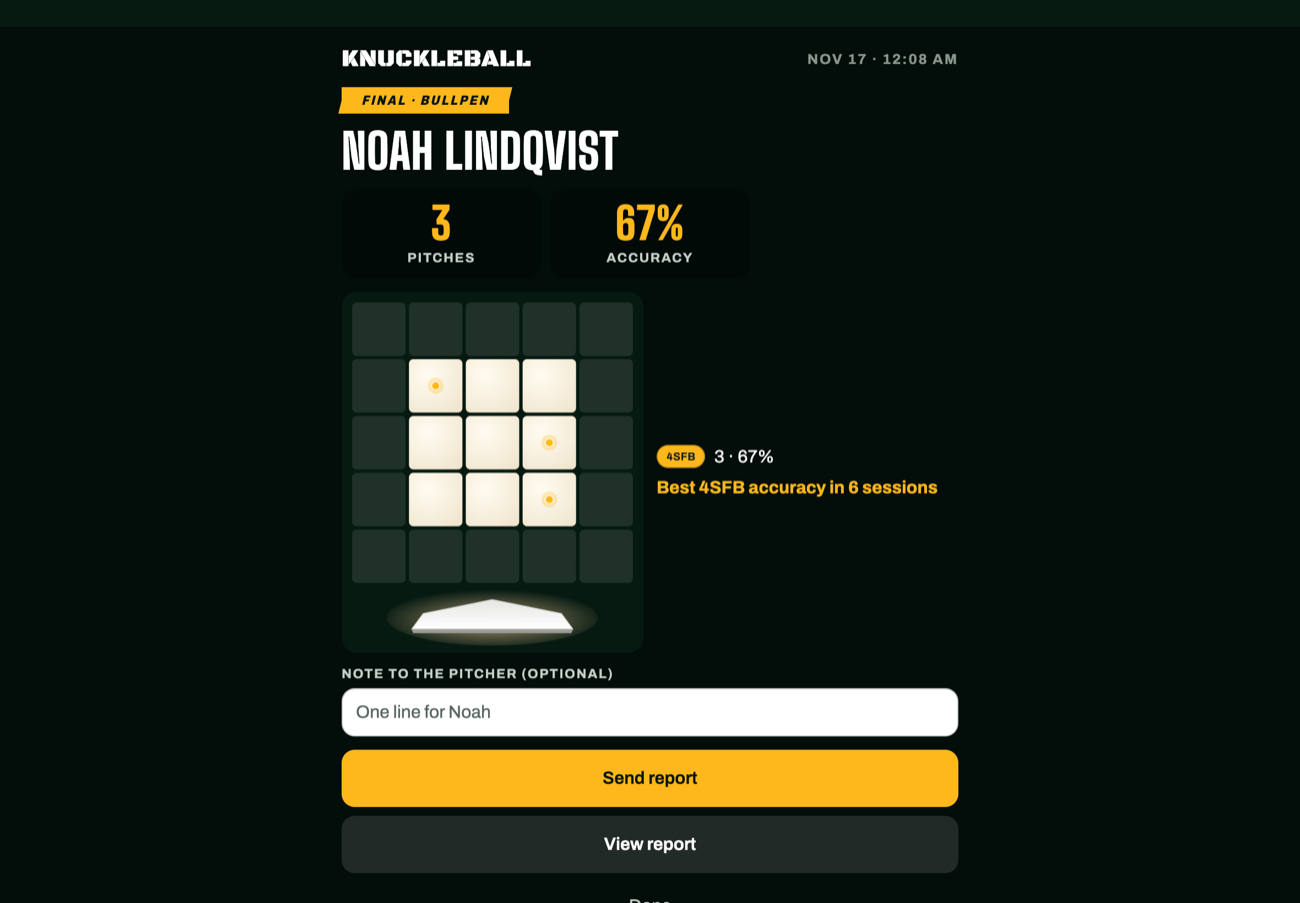 KNUCKLEBALL
NOV 17 · 12:08 AM
FINAL · BULLPEN
NOAH LINDQVIST
3
PITCHES
67%
ACCURACY
4SFB 3 · 67%
Best 4SFB accuracy in 6 sessions
NOTE TO THE PITCHER (OPTIONAL)
One line for Noah
Send report
View report